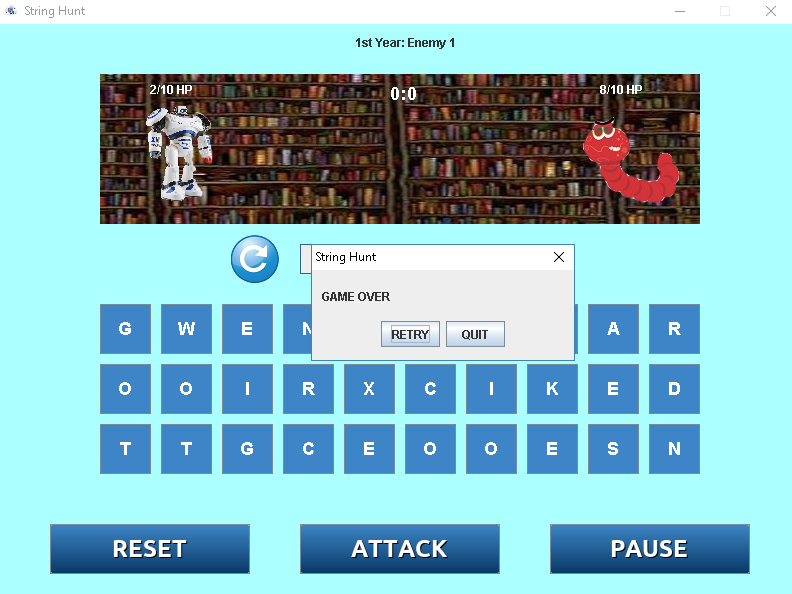 String Hunt
1st Year: Enemy 1
2/10 HP
0:0
8/10 HP
String Hunt
GAME OVER
RETRY QUIT
G W E N A R
O O I R X C I K E D
T T G C E O O E S N
RESET ATTACK PAUSE